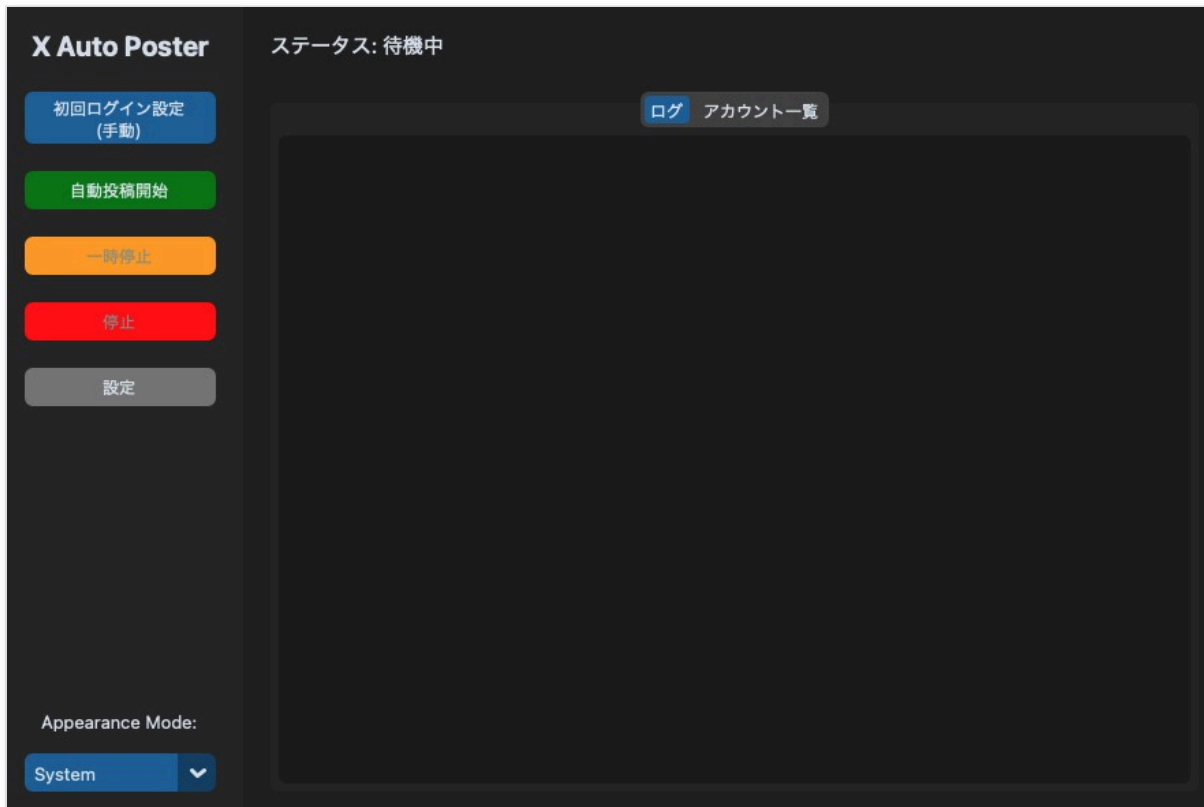 X Auto Poster
初回ログイン設定
(手動)
自動投稿開始
一時停止
停止
設定
Appearance Mode:
System
ステータス: 待機中
ログ
アカウント一覧